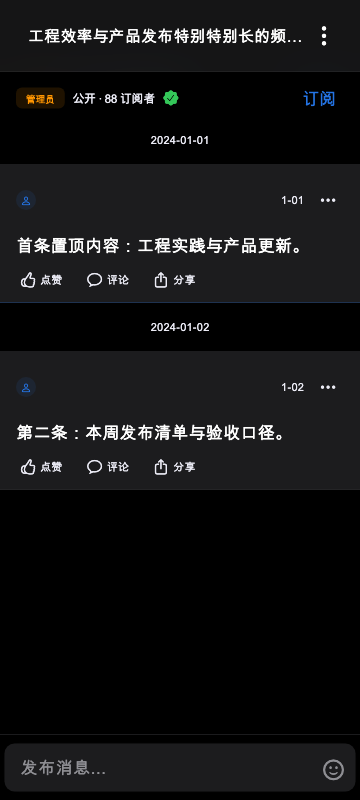 工程效率与产品发布特别特别长的频...
管理员 公开 · 88 订阅者 订阅
2024-01-01
1-01
首条置顶内容：工程实践与产品更新。
点赞 评论 分享
2024-01-02
1-02
第二条：本周发布清单与验收口径。
点赞 评论 分享
发布消息...